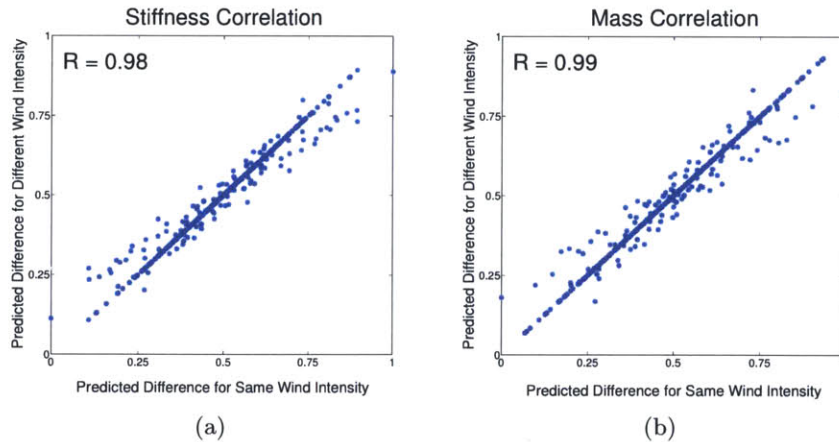 Stiffness Correlation
R = 0.98
Predicted Difference for Different Wind Intensity
1
0.75
0.5
0.25
0
0
0.25
0.5
0.75
1
Predicted Difference for Same Wind Intensity
(a)
Mass Correlation
R = 0.99
Predicted Difference for Different Wind Intensity
1
0.75
0.5
0.25
0
0
0.25
0.5
0.75
Predicted Difference for Same Wind Intensity
(b)